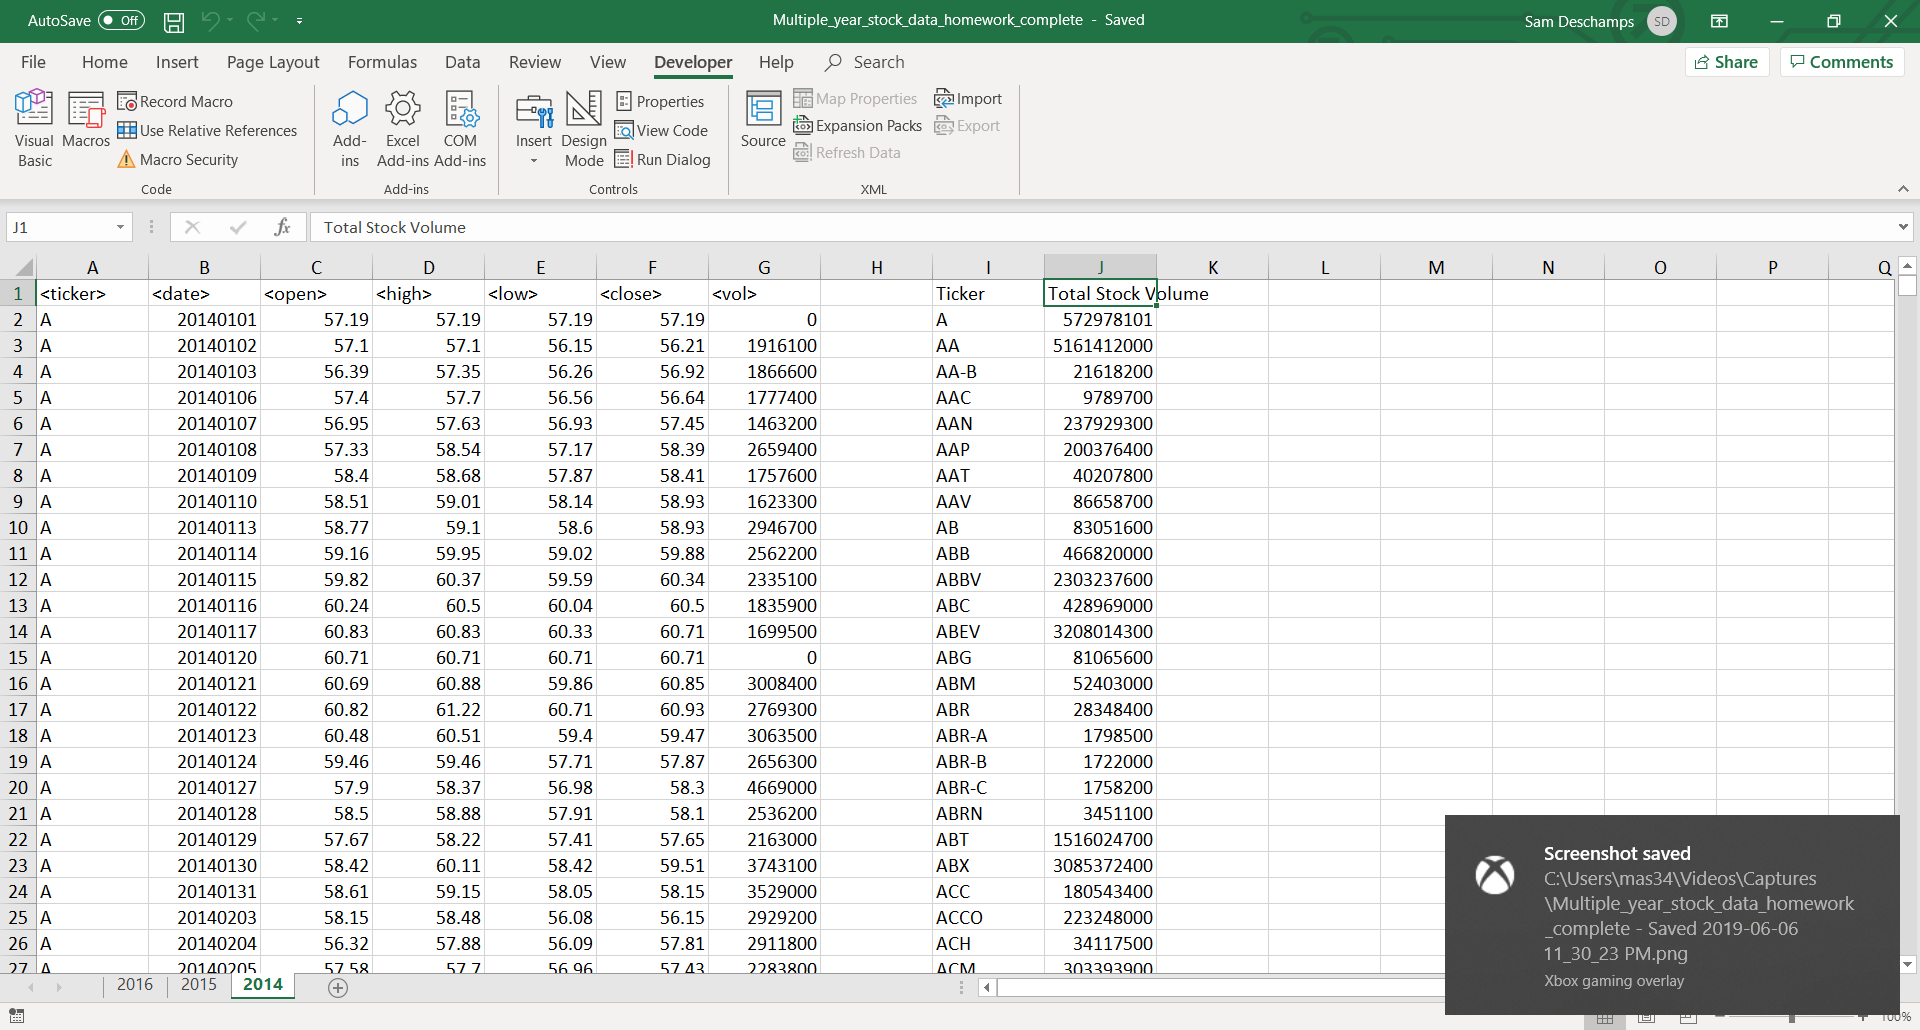 AutoSave Off
Multiple_year_stock_data_homework_complete - Saved
Sam Deschamps SD
File Home Insert Page Layout Formulas Data Review View Developer Help Search Share Comments
Visual Basic
Macros
Record Macro
Use Relative References
Macro Security
Code
Add-ins
Excel Add-ins
COM Add-ins
Add-ins
Insert
Design Mode
Properties
View Code
Run Dialog
Controls
Source
Map Properties
Expansion Packs
Refresh Data
Import
Export
XML
J1 fx Total Stock Volume
A B C D E F G H I J K L M N O P Q
1 <ticker> <date> <open> <high> <low> <close> <vol> Ticker Total Stock Volume
2 A 20140101 57.19 57.19 57.19 57.19 0 A 572978101
3 A 20140102 57.1 57.1 56.15 56.21 1916100 AA 5161412000
4 A 20140103 56.39 57.35 56.26 56.92 1866600 AA-B 21618200
5 A 20140106 57.4 57.7 56.56 56.64 1777400 AAC 9789700
6 A 20140107 56.95 57.63 56.93 57.45 1463200 AAN 237929300
7 A 20140108 57.33 58.54 57.17 58.39 2659400 AAP 200376400
8 A 20140109 58.4 58.68 57.87 58.41 1757600 AAT 40207800
9 A 20140110 58.51 59.01 58.14 58.93 1623300 AAV 86658700
10 A 20140113 58.77 59.1 58.6 58.93 2946700 AB 83051600
11 A 20140114 59.16 59.95 59.02 59.88 2562200 ABB 466820000
12 A 20140115 59.82 60.37 59.59 60.34 2335100 ABBV 2303237600
13 A 20140116 60.24 60.5 60.04 60.5 1835900 ABC 428969000
14 A 20140117 60.83 60.83 60.33 60.71 1699500 ABEV 3208014300
15 A 20140120 60.71 60.71 60.71 60.71 0 ABG 81065600
16 A 20140121 60.69 60.88 59.86 60.85 3008400 ABM 52403000
17 A 20140122 60.82 61.22 60.71 60.93 2769300 ABR 28348400
18 A 20140123 60.48 60.51 59.4 59.47 3063500 ABR-A 1798500
19 A 20140124 59.46 59.46 57.71 57.87 2656300 ABR-B 1722000
20 A 20140127 57.9 58.37 56.98 58.3 4669000 ABR-C 1758200
21 A 20140128 58.5 58.88 57.91 58.1 2536200 ABRN 3451100
22 A 20140129 57.67 58.22 57.41 57.65 2163000 ABT 1516024700
23 A 20140130 58.42 60.11 58.42 59.51 3743100 ABX 3085372400
24 A 20140131 58.61 59.15 58.05 58.15 3529000 ACC 180543400
25 A 20140203 58.15 58.48 56.08 56.15 2929200 ACCO 223248000
26 A 20140204 56.32 57.88 56.09 57.81 2911800 ACH 34117500
27 A 20140205 57.58 57.7 56.96 57.43 2283800 ACM 303393900
2016 2015 2014
Screenshot saved
C:\Users\mas34\Videos\Captures
\Multiple_year_stock_data_homework
_complete - Saved 2019-06-06
11_30_23 PM.png
Xbox gaming overlay
100%